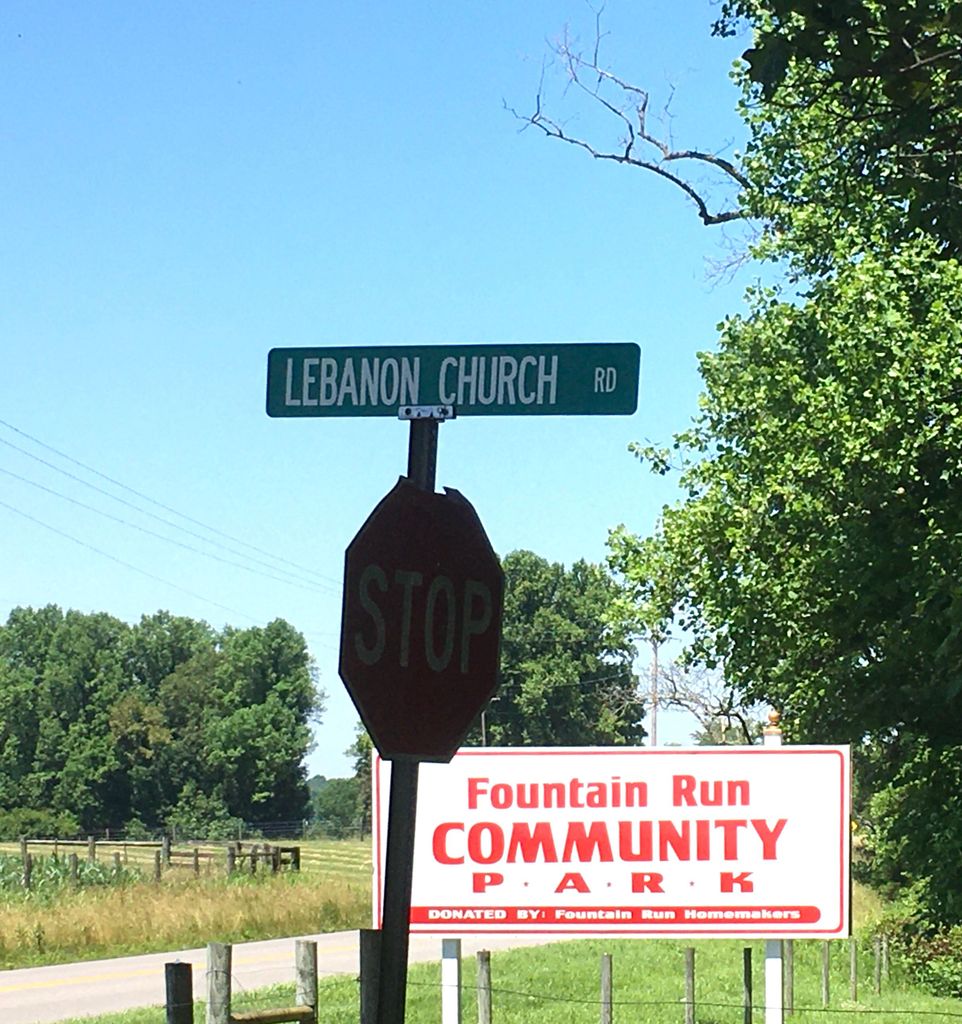 LEBANON CHURCH RD
STOP
Fountain Run
COMMUNITY
P · A · R · K
DONATED BY: Fountain Run Homemakers